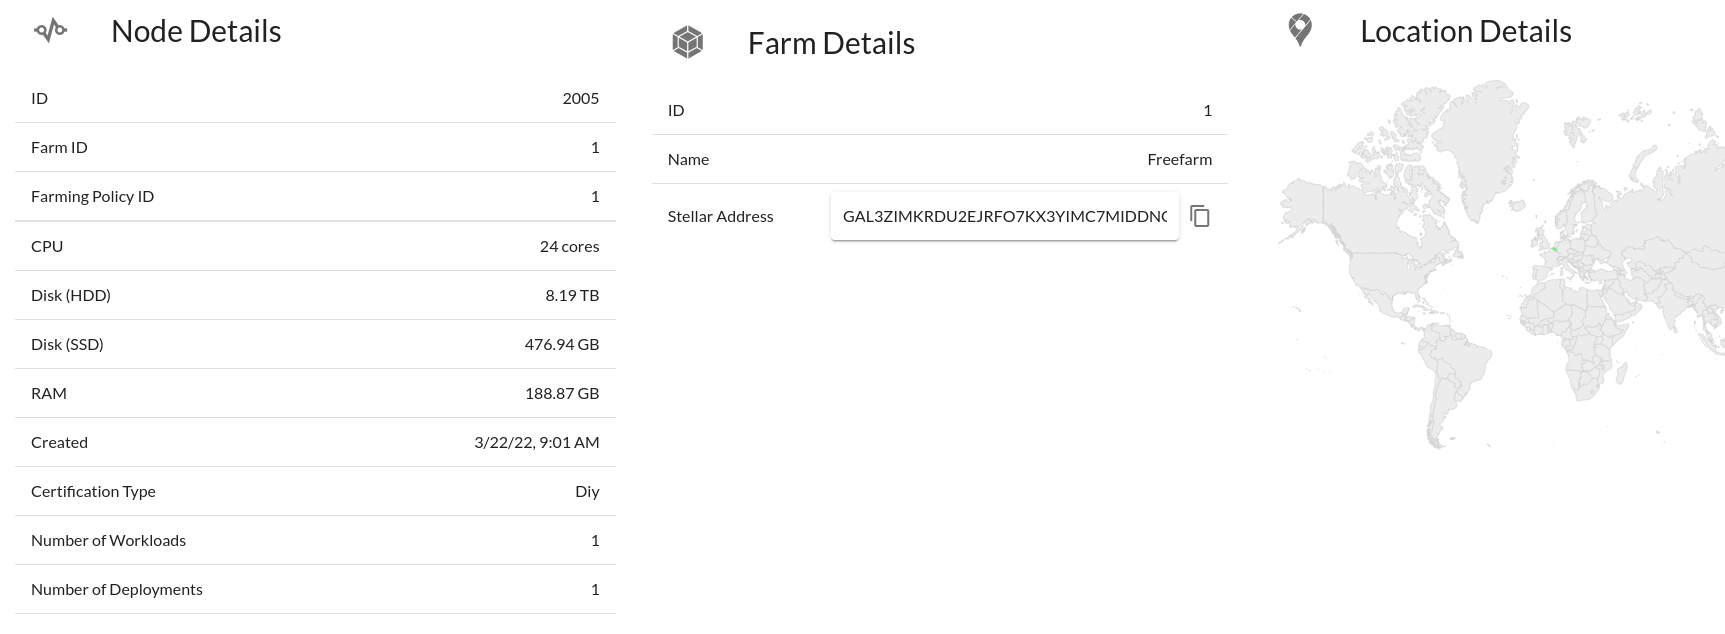 Node Details
ID 2005
Farm ID 1
Farming Policy ID 1
CPU 24 cores
Disk (HDD) 8.19 TB
Disk (SSD) 476.94 GB
RAM 188.87 GB
Created 3/22/22, 9:01 AM
Certification Type Diy
Number of Workloads 1
Number of Deployments 1
Farm Details
ID 1
Name Freefarm
Stellar Address GAL3ZIMKRDU2EJRFO7KX3YIMC7MIDDN
Location Details